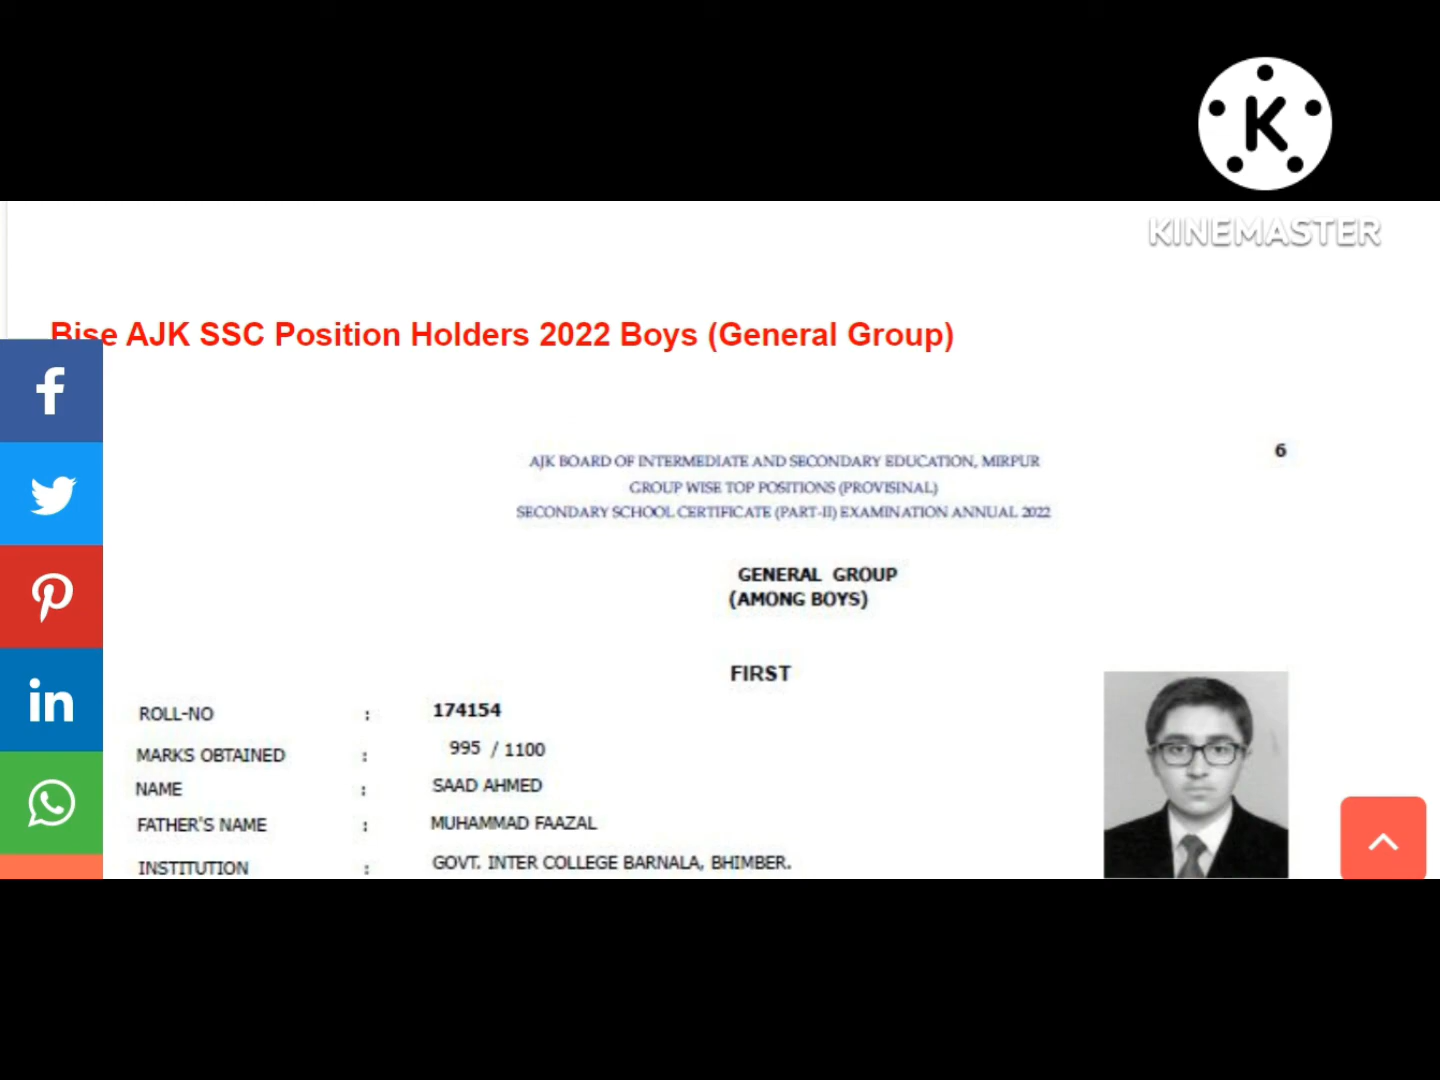 K
KINEMASTER
Bise AJK SSC Position Holders 2022 Boys (General Group)
6
AJK BOARD OF INTERMEDIATE AND SECONDARY EDUCATION, MIRPUR
GROUP WISE TOP POSITIONS (PROVISINAL)
SECONDARY SCHOOL CERTIFICATE (PART-II) EXAMINATION ANNUAL 2022
GENERAL GROUP
(AMONG BOYS)
FIRST
ROLL-NO : 174154
MARKS OBTAINED : 995 / 1100
NAME : SAAD AHMED
FATHER'S NAME : MUHAMMAD FAAZAL
INSTITUTION : GOVT. INTER COLLEGE BARNALA, BHIMBER.
f
in